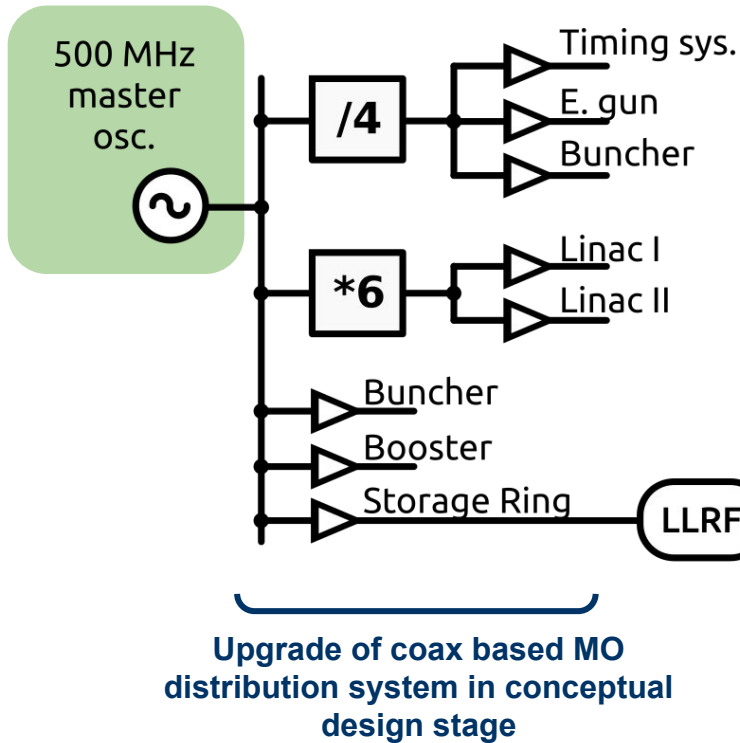 500 MHz
master
osc.
/4
Timing sys.
E. gun
Buncher
*6
Linac I
Linac II
Buncher
Booster
Storage Ring
LLRF
Upgrade of coax based MO
distribution system in conceptual
design stage